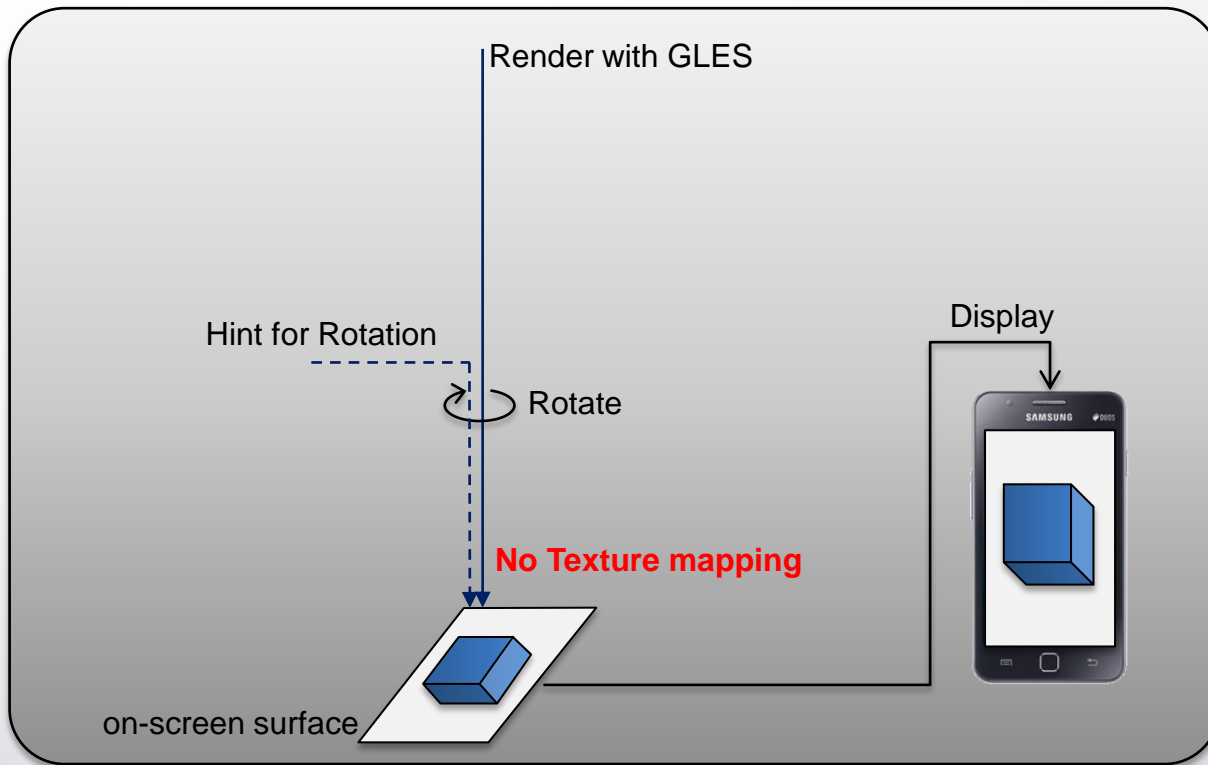 Render with GLES
Hint for Rotation
Display
Rotate
SAMSUNG DUOS
No Texture mapping
on-screen surface